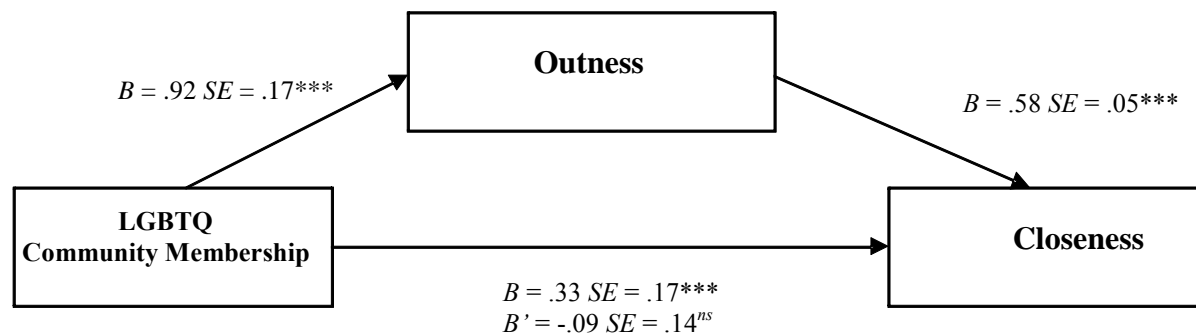 Outness
B = .92 SE = .17***
B = .58 SE = .05***
LGBTQ
Community Membership
Closeness
B = .33 SE = .17***
B’ = -.09 SE = .14ns